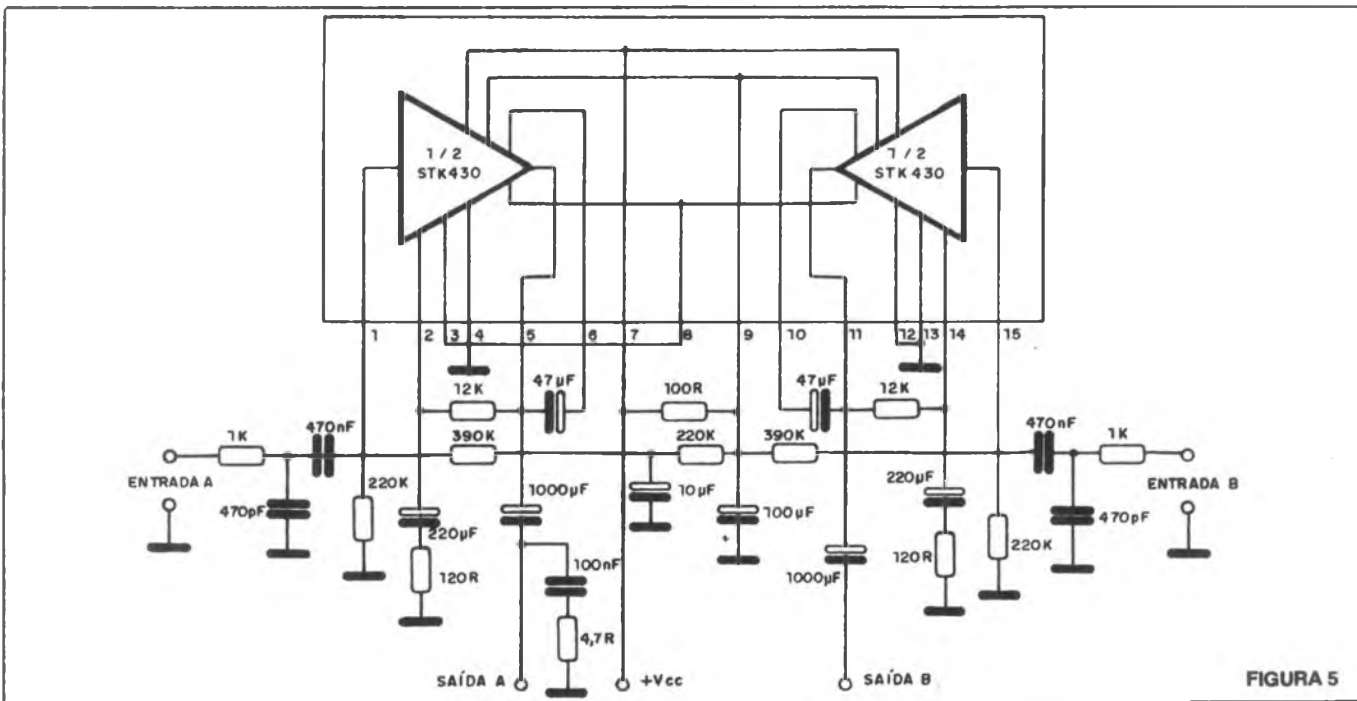 1 / 2
STK430
1 / 2
STK430
1 2 3 4 5 6 7 8 9 10 11 12 13 14 15
12K
47µF
100R
47µF
12K
1K
470nF
390K
220K
390K
470nF
1K
ENTRADA A
470pF
220K
220µF
120R
1000µF
100nF
4,7R
10µF
100µF
+
1000µF
220µF
120R
220K
470pF
ENTRADA B
SAÍDA A
+Vcc
SAÍDA B
FIGURA 5